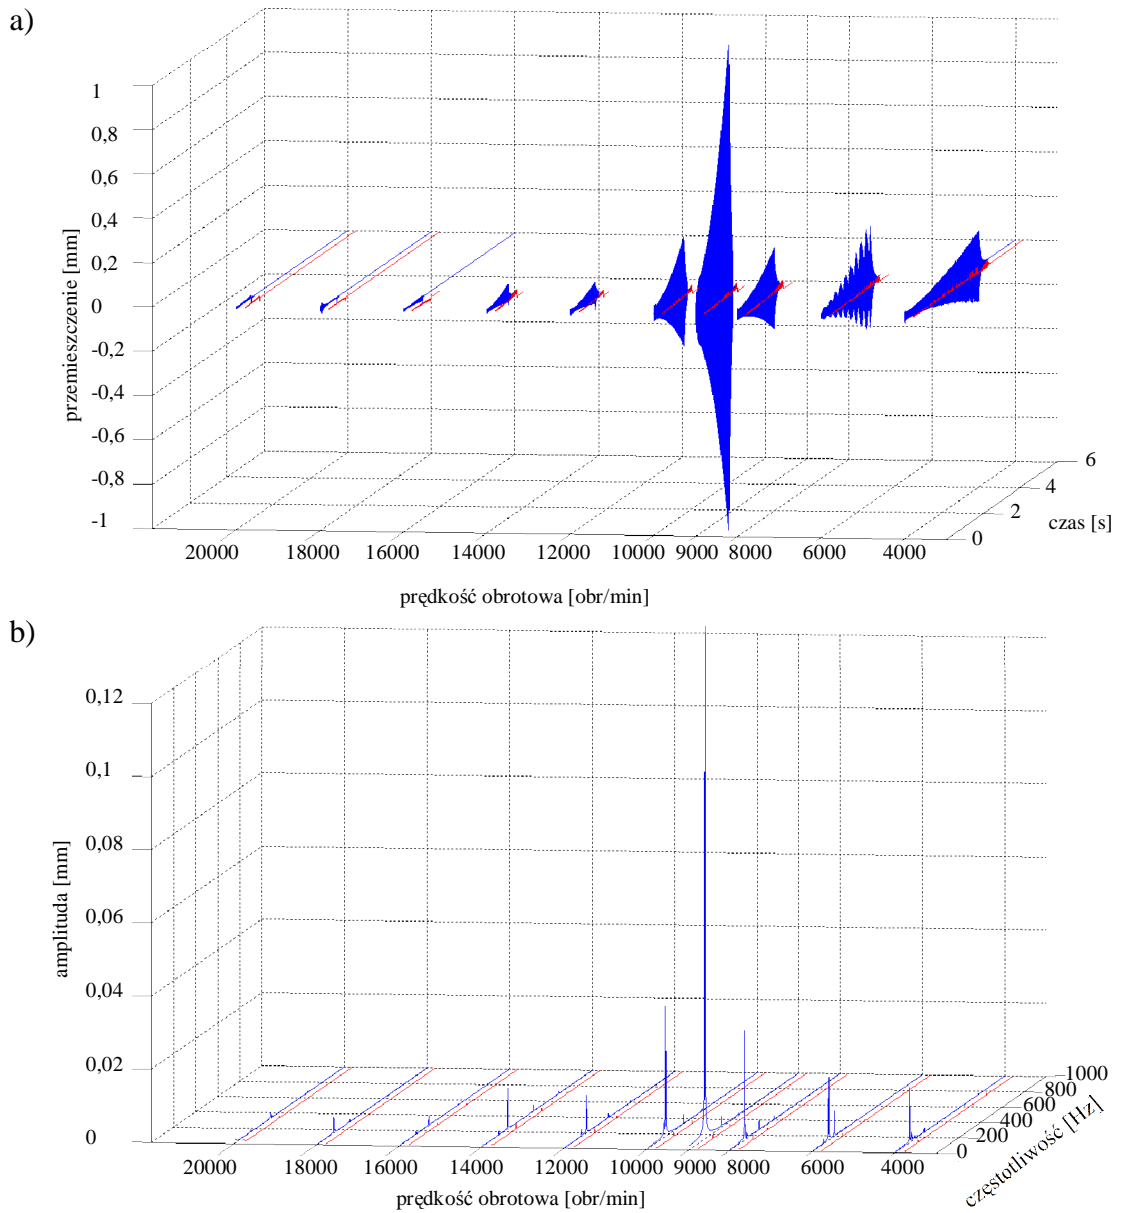 a)
1
0,8
0,6
0,4
0,2
0
-0,2
-0,4
-0,6
-0,8
-1
przemieszczenie [mm]
20000 18000 16000 14000 12000 10000 9000 8000 6000 4000
0
2
4
6
czas [s]
prędkość obrotowa [obr/min]
b)
0,12
0,1
0,08
0,06
0,04
0,02
0
amplituda [mm]
20000 18000 16000 14000 12000 10000 9000 8000 6000 4000
0
200
400
600
800
1000
częstotliwość [Hz]
prędkość obrotowa [obr/min]